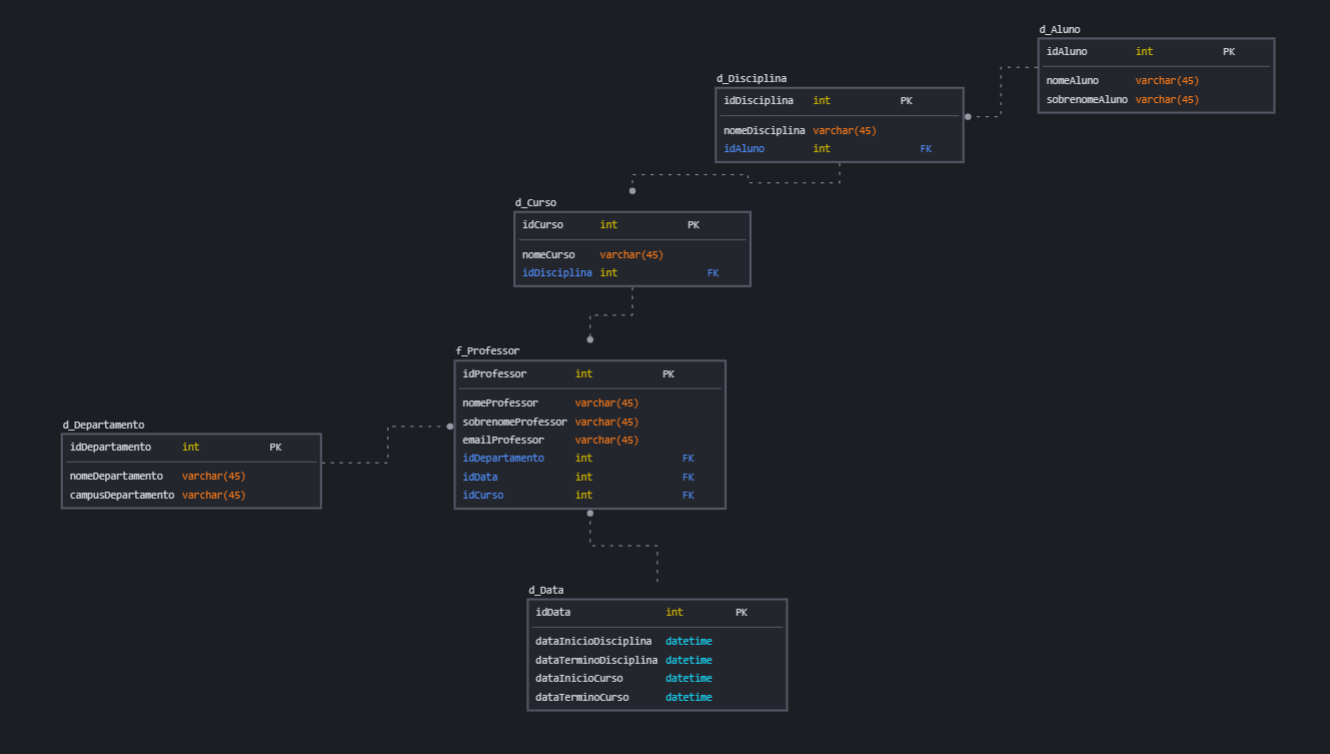 d_Aluno
idAluno int PK
nomeAluno varchar(45)
sobrenomeAluno varchar(45)
d_Disciplina
idDisciplina int PK
nomeDisciplina varchar(45)
idAluno int FK
d_Curso
idCurso int PK
nomeCurso varchar(45)
idDisciplina int FK
f_Professor
idProfessor int PK
nomeProfessor varchar(45)
sobrenomeProfessor varchar(45)
emailProfessor varchar(45)
idDepartamento int FK
idData int FK
idCurso int FK
d_Departamento
idDepartamento int PK
nomeDepartamento varchar(45)
campusDepartamento varchar(45)
d_Data
idData int PK
dataInicioDisciplina datetime
dataTerminoDisciplina datetime
dataInicioCurso datetime
dataTerminoCurso datetime